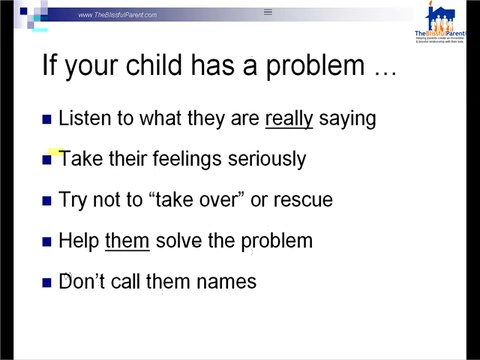 www.TheBlissfulParent.com
TheBlissfulParent
If your child has a problem …
Listen to what they are really saying
Take their feelings seriously
Try not to “take over” or rescue
Help them solve the problem
Don’t call them names